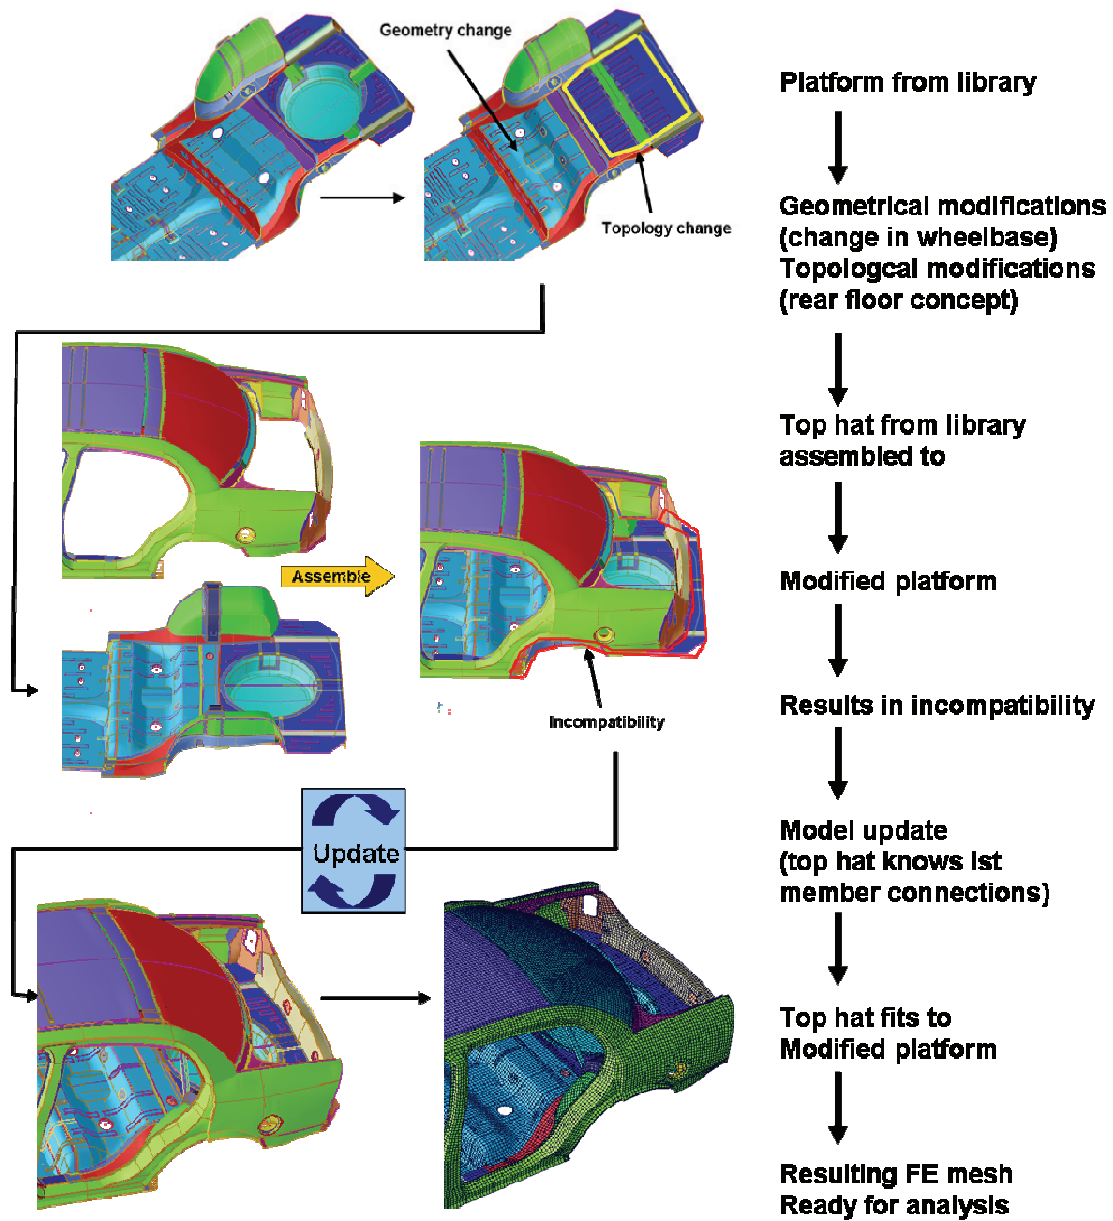 Geometry change
Topology change
Assemble
Incompatibility
Update
Platform from library
Geometrical modifications
(change in wheelbase)
Topologcal modifications
(rear floor concept)
Top hat from library
assembled to
Modified platform
Results in incompatibility
Model update
(top hat knows lst
member connections)
Top hat fits to
Modified platform
Resulting FE mesh
Ready for analysis